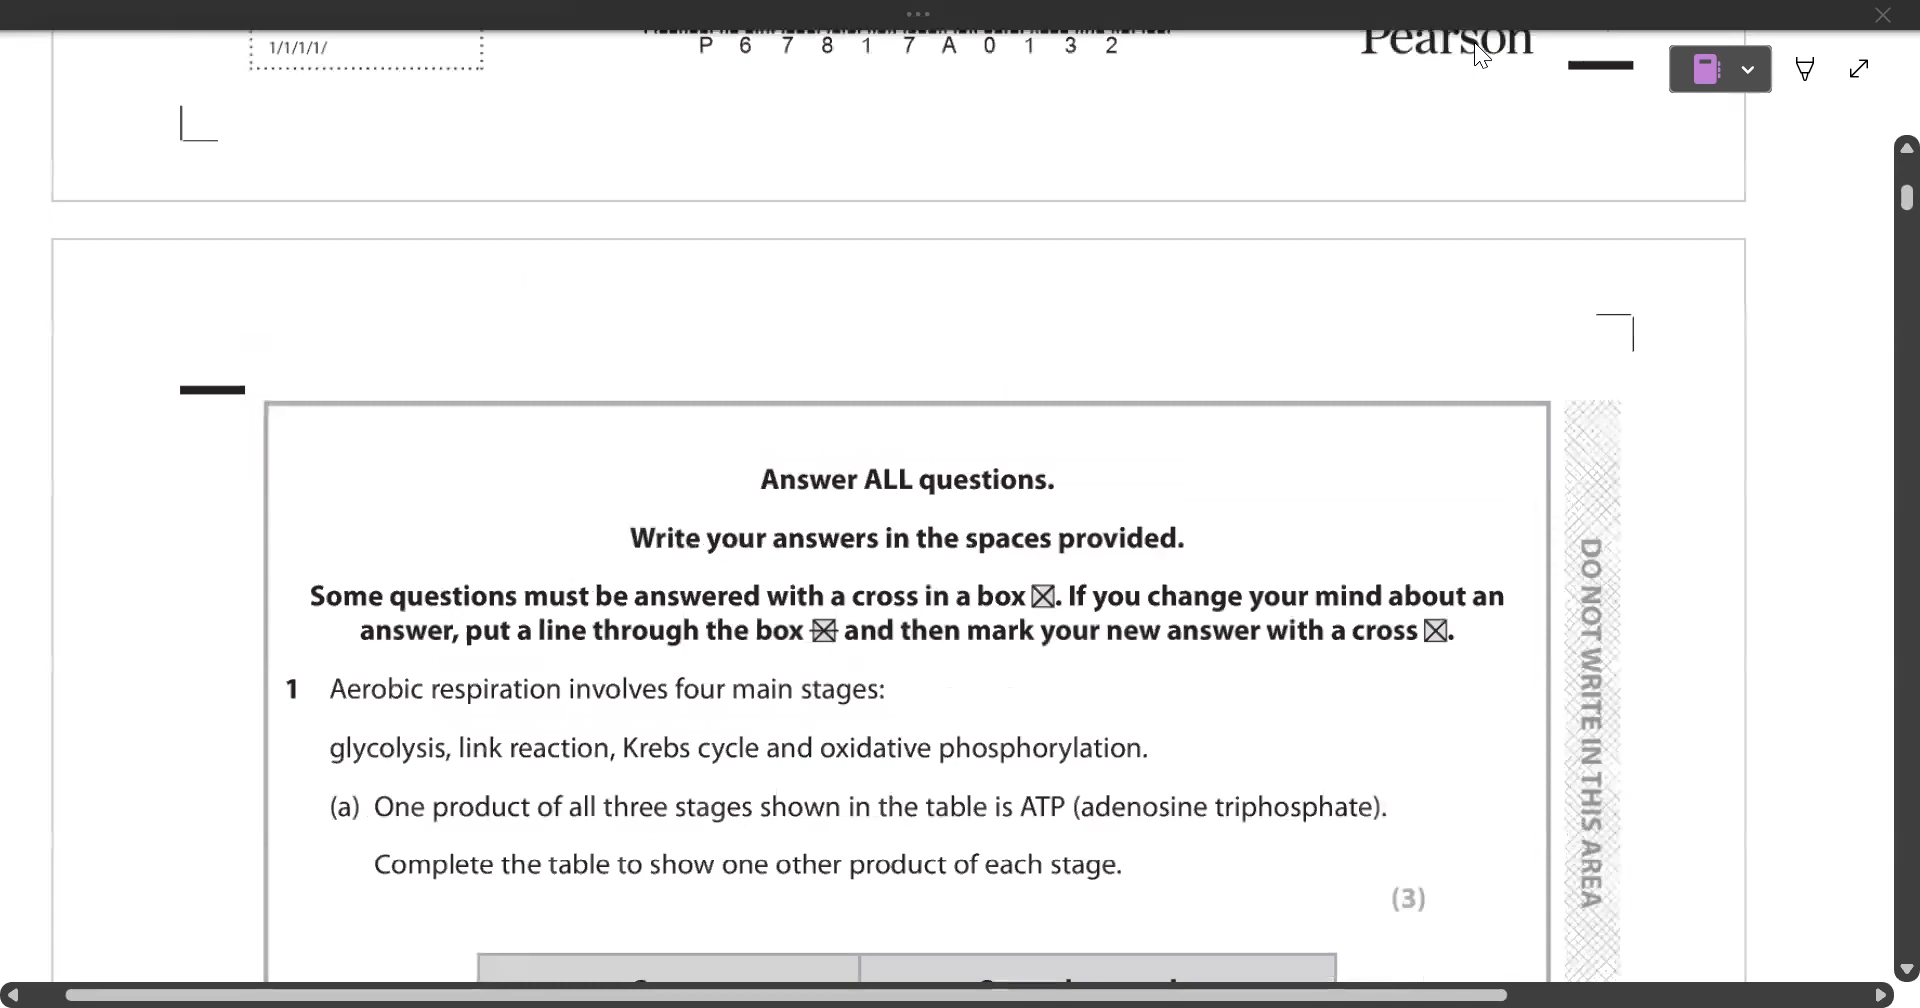 1/1/1/1/
P 6 7 8 1 7 A 0 1 3 2
Pearson
Answer ALL questions.
Write your answers in the spaces provided.
Some questions must be answered with a cross in a box ☒. If you change your mind about an
answer, put a line through the box and then mark your new answer with a cross ☒.
1 Aerobic respiration involves four main stages:
glycolysis, link reaction, Krebs cycle and oxidative phosphorylation.
(a) One product of all three stages shown in the table is ATP (adenosine triphosphate).
Complete the table to show one other product of each stage.
(3)
DO NOT WRITE IN THIS AREA